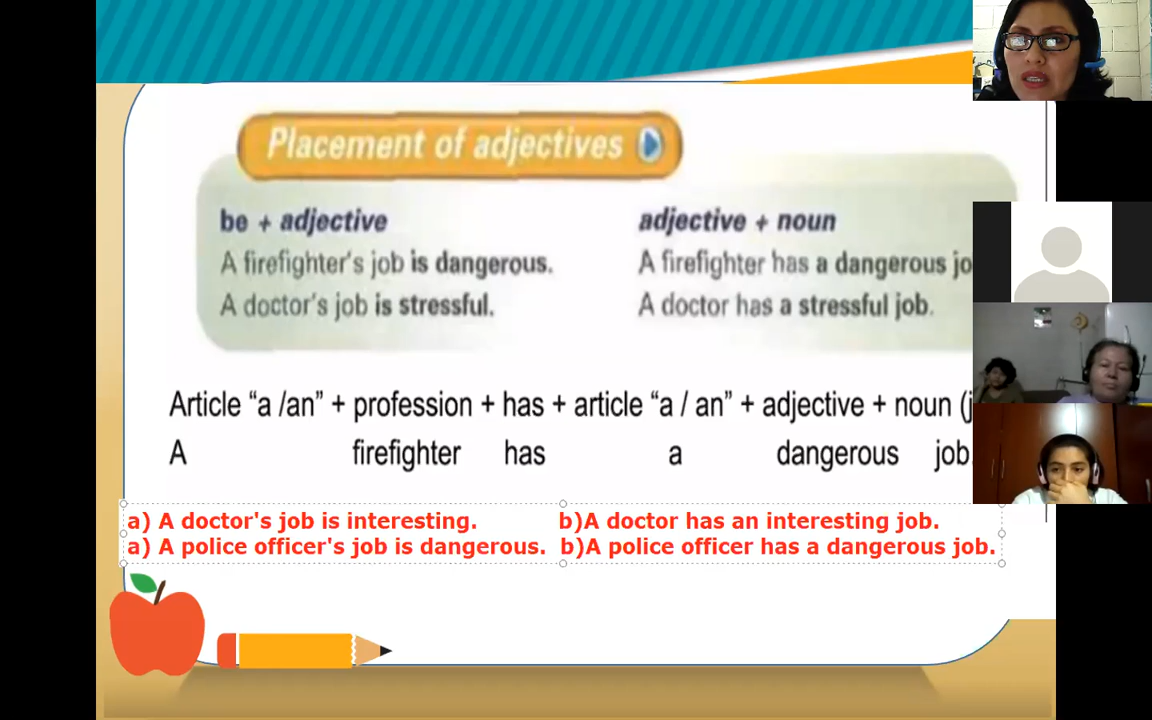 Placement of adjectives
be + adjective
A firefighter's job is dangerous.
A doctor's job is stressful.
adjective + noun
A firefighter has a dangerous jo
A doctor has a stressful job.
Article “a /an” + profession + has + article “a / an” + adjective + noun (j
A firefighter has a dangerous job.
a) A doctor's job is interesting. b)A doctor has an interesting job.
a) A police officer's job is dangerous. b)A police officer has a dangerous job.